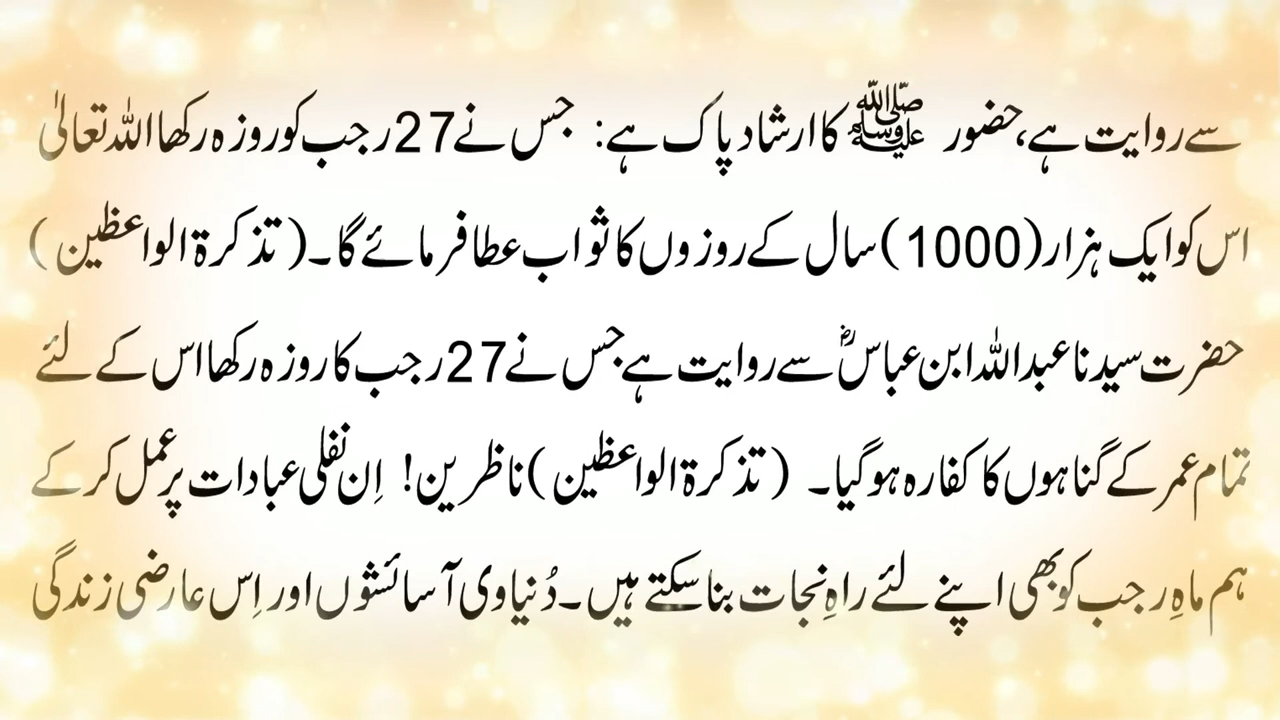 سے روایت ہے، حضور ﷺ کا ارشاد پاک ہے: جس نے 27 رجب کو روزہ رکھا اللہ تعالیٰ
اس کو ایک ہزار (1000) سال کے روزوں کا ثواب عطا فرمائے گا۔ (تذکرۃ الواعظین)
حضرت سیدنا عبداللہ ابن عباسؓ سے روایت ہے جس نے 27 رجب کا روزہ رکھا اس کے لئے
تمام عمر کے گناہوں کا کفارہ ہو گیا۔ (تذکرۃ الواعظین) ناظرین! اِن نفلی عبادات پر عمل کر کے
ہم ماہِ رجب کو بھی اپنے لئے راہِ نجات بنا سکتے ہیں۔ دُنیاوی آسائشوں اور اِس عارضی زندگی